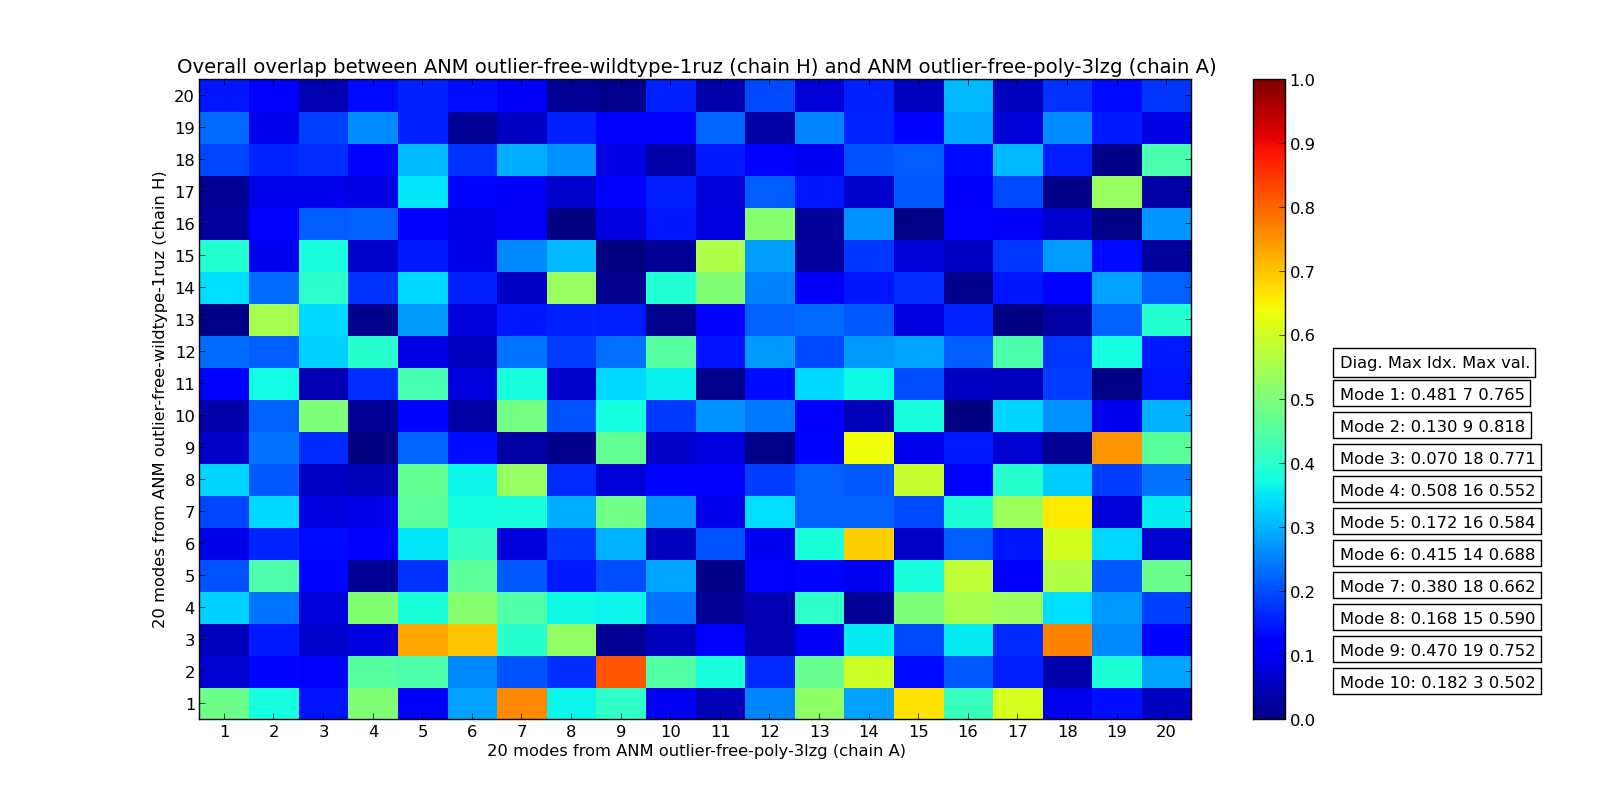 Overall overlap between ANM outlier-free-wildtype-1ruz (chain H) and ANM outlier-free-poly-3lzg (chain A)
20 modes from ANM outlier-free-wildtype-1ruz (chain H)
20
19
18
17
16
15
14
13
12
11
10
9
8
7
6
5
4
3
2
1
1 2 3 4 5 6 7 8 9 10 11 12 13 14 15 16 17 18 19 20
20 modes from ANM outlier-free-poly-3lzg (chain A)
1.0
0.9
0.8
0.7
0.6
0.5
0.4
0.3
0.2
0.1
0.0
Diag. Max Idx. Max val.
Mode 1: 0.481 7 0.765
Mode 2: 0.130 9 0.818
Mode 3: 0.070 18 0.771
Mode 4: 0.508 16 0.552
Mode 5: 0.172 16 0.584
Mode 6: 0.415 14 0.688
Mode 7: 0.380 18 0.662
Mode 8: 0.168 15 0.590
Mode 9: 0.470 19 0.752
Mode 10: 0.182 3 0.502